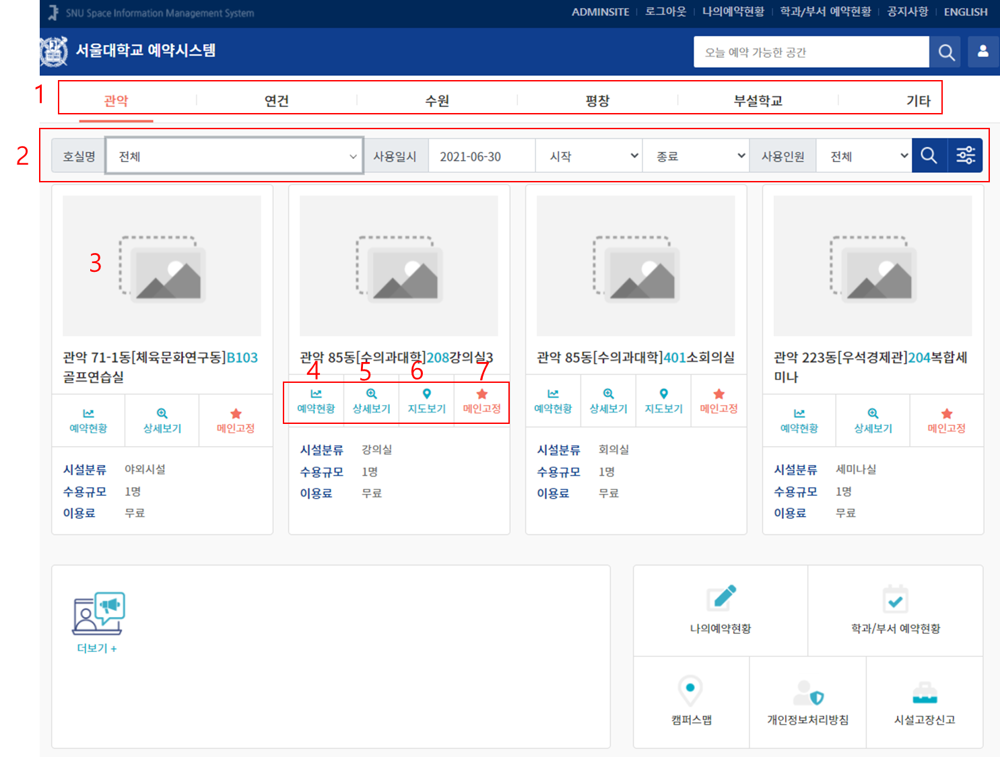 SNU Space Information Management System
ADMINSITE 로그아웃 나의예약현황 학과/부서 예약현황 공지사항 ENGLISH
서울대학교 예약시스템
오늘 예약 가능한 공간
1
관악 연건 수원 평창 부설학교 기타
2
호실명 전체 사용일시 2021-06-30 시작 종료 사용인원 전체
3
관악 71-1동[체육문화연구동]B103
골프연습실
예약현황 상세보기 메인고정
시설분류 야외시설
수용규모 1명
이용료 무료
관악 85동[수의과대학]208강의실3
4 5 6 7
예약현황 상세보기 지도보기 메인고정
시설분류 강의실
수용규모 1명
이용료 무료
관악 85동[수의과대학]401소회의실
예약현황 상세보기 지도보기 메인고정
시설분류 회의실
수용규모 1명
이용료 무료
관악 223동[우석경제관]204복합세
미나
예약현황 상세보기 메인고정
시설분류 세미나실
수용규모 1명
이용료 무료
더보기 +
나의예약현황 학과/부서 예약현황
캠퍼스맵 개인정보처리방침 시설고장신고